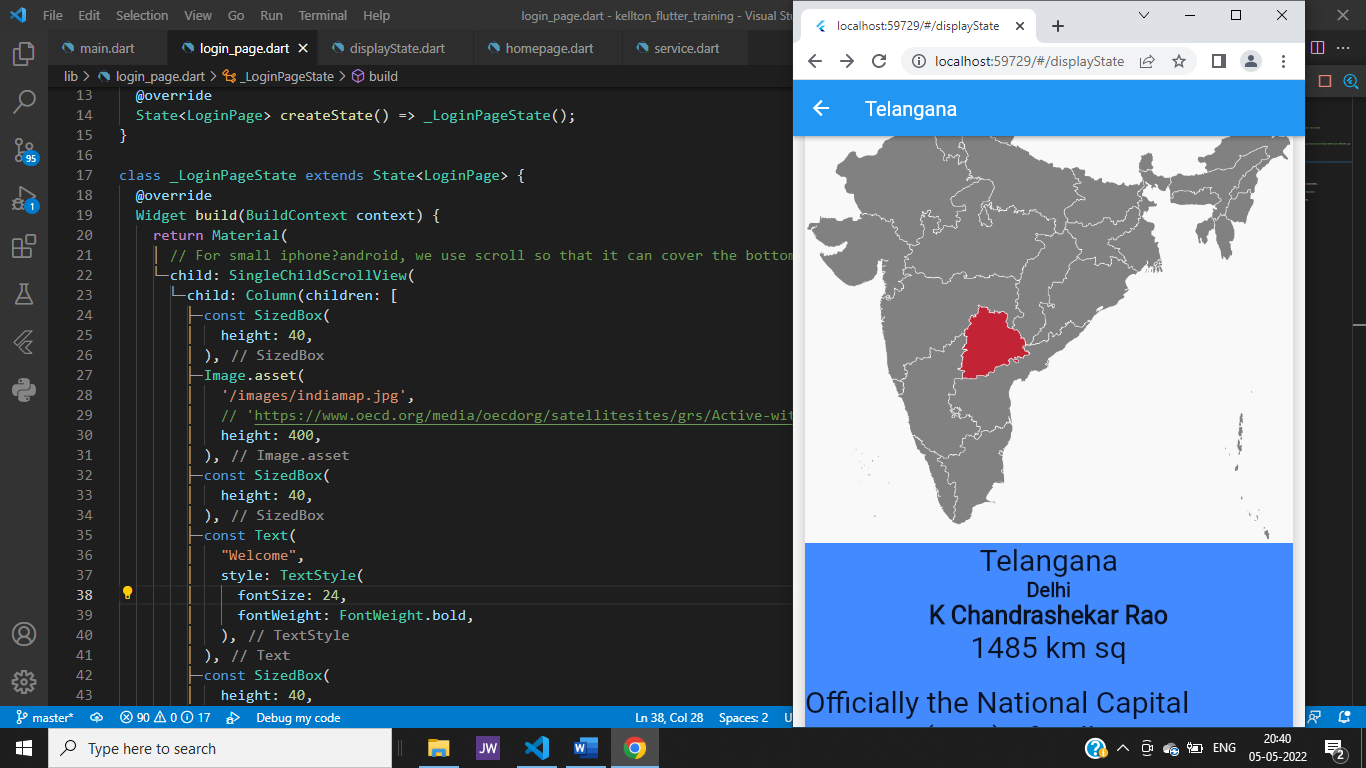 File Edit Selection View Go Run Terminal Help login_page.dart - kellton_flutter_training - Visual Stu
main.dart login_page.dart displayState.dart homepage.dart service.dart
lib > login_page.dart > _LoginPageState > build
13 @override
14 State<LoginPage> createState() => _LoginPageState();
15 }
16
17 class _LoginPageState extends State<LoginPage> {
18 @override
19 Widget build(BuildContext context) {
20 return Material(
21 // For small iphone?android, we use scroll so that it can cover the bottom
22 child: SingleChildScrollView(
23 child: Column(children: [
24 const SizedBox(
25 height: 40,
26 ), // SizedBox
27 Image.asset(
28 '/images/indiamap.jpg',
29 // 'https://www.oecd.org/media/oecdorg/satellitesites/grs/Active-wit
30 height: 400,
31 ), // Image.asset
32 const SizedBox(
33 height: 40,
34 ), // SizedBox
35 const Text(
36 "Welcome",
37 style: TextStyle(
38 fontSize: 24,
39 fontWeight: FontWeight.bold,
40 ), // TextStyle
41 ), // Text
42 const SizedBox(
43 height: 40,
95
1
master* 90 0 17 Debug my code Ln 38, Col 28 Spaces: 2 U
localhost:59729/#/displayState
localhost:59729/#/displayState
Telangana
Telangana
Delhi
K Chandrashekar Rao
1485 km sq
Officially the National Capital
Type here to search
JW
ENG
20:40
05-05-2022
2